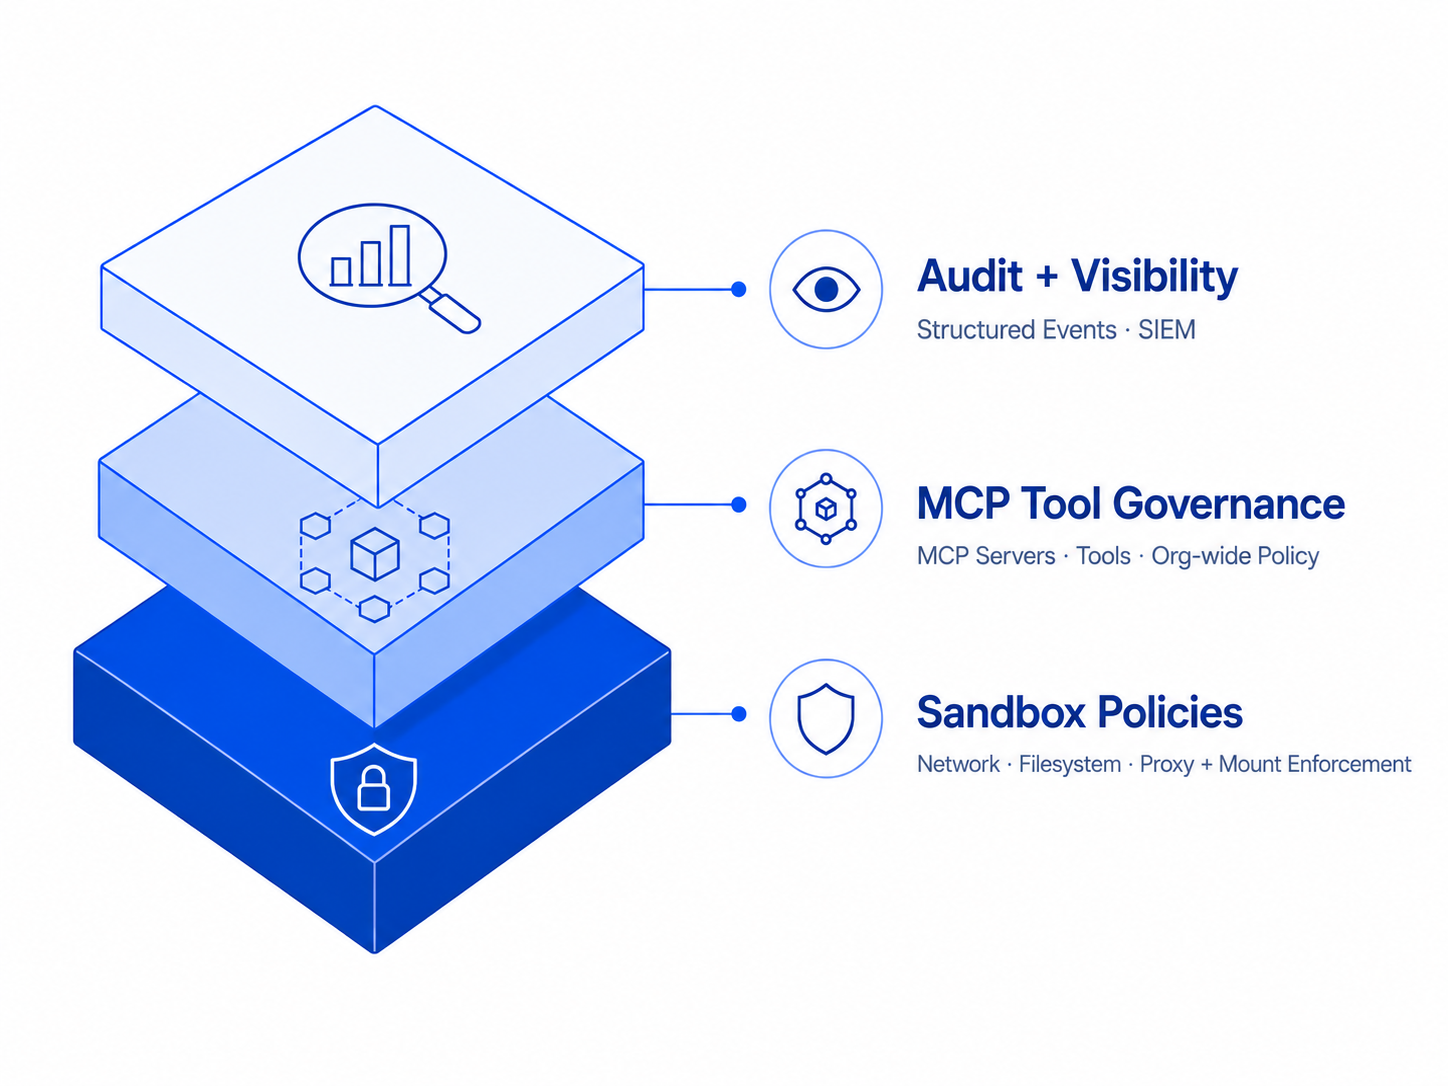 Audit + Visibility
Structured Events · SIEM
MCP Tool Governance
MCP Servers · Tools · Org-wide Policy
Sandbox Policies
Network · Filesystem · Proxy + Mount Enforcement